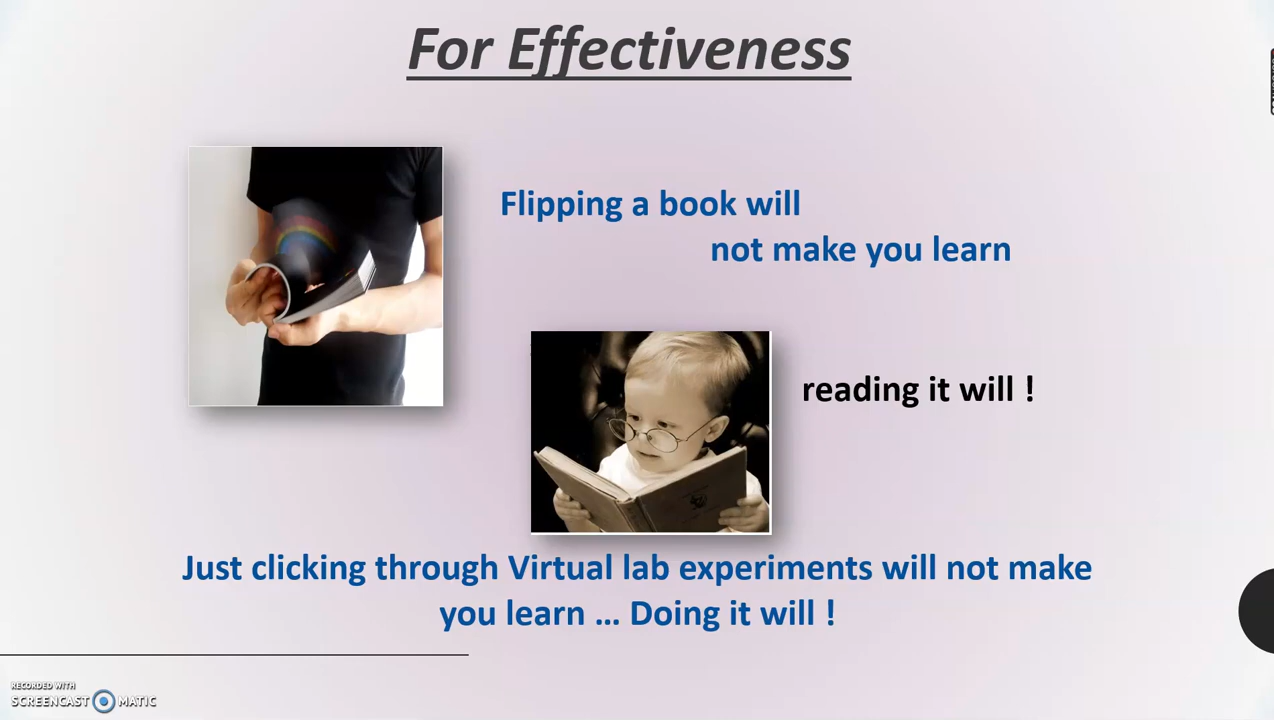 For Effectiveness
Flipping a book will
not make you learn
reading it will !
Just clicking through Virtual lab experiments will not make
you learn ... Doing it will !
RECORDED WITH
SCREENCAST MATIC